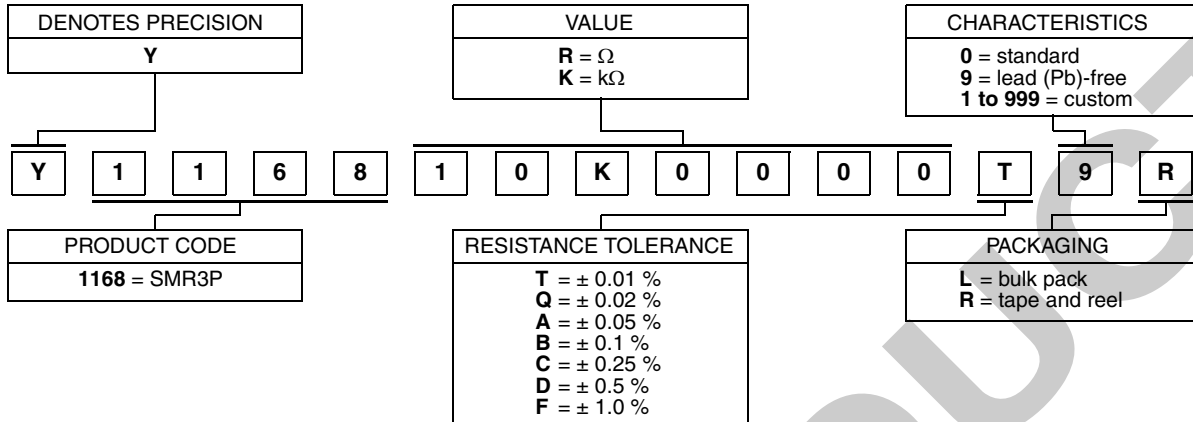 DENOTES PRECISION
Y
VALUE
R = Ω
K = kΩ
CHARACTERISTICS
0 = standard
9 = lead (Pb)-free
1 to 999 = custom
Y 1 1 6 8 1 0 K 0 0 0 0 T 9 R
PRODUCT CODE
1168 = SMR3P
RESISTANCE TOLERANCE
T = ± 0.01 %
Q = ± 0.02 %
A = ± 0.05 %
B = ± 0.1 %
C = ± 0.25 %
D = ± 0.5 %
F = ± 1.0 %
PACKAGING
L = bulk pack
R = tape and reel